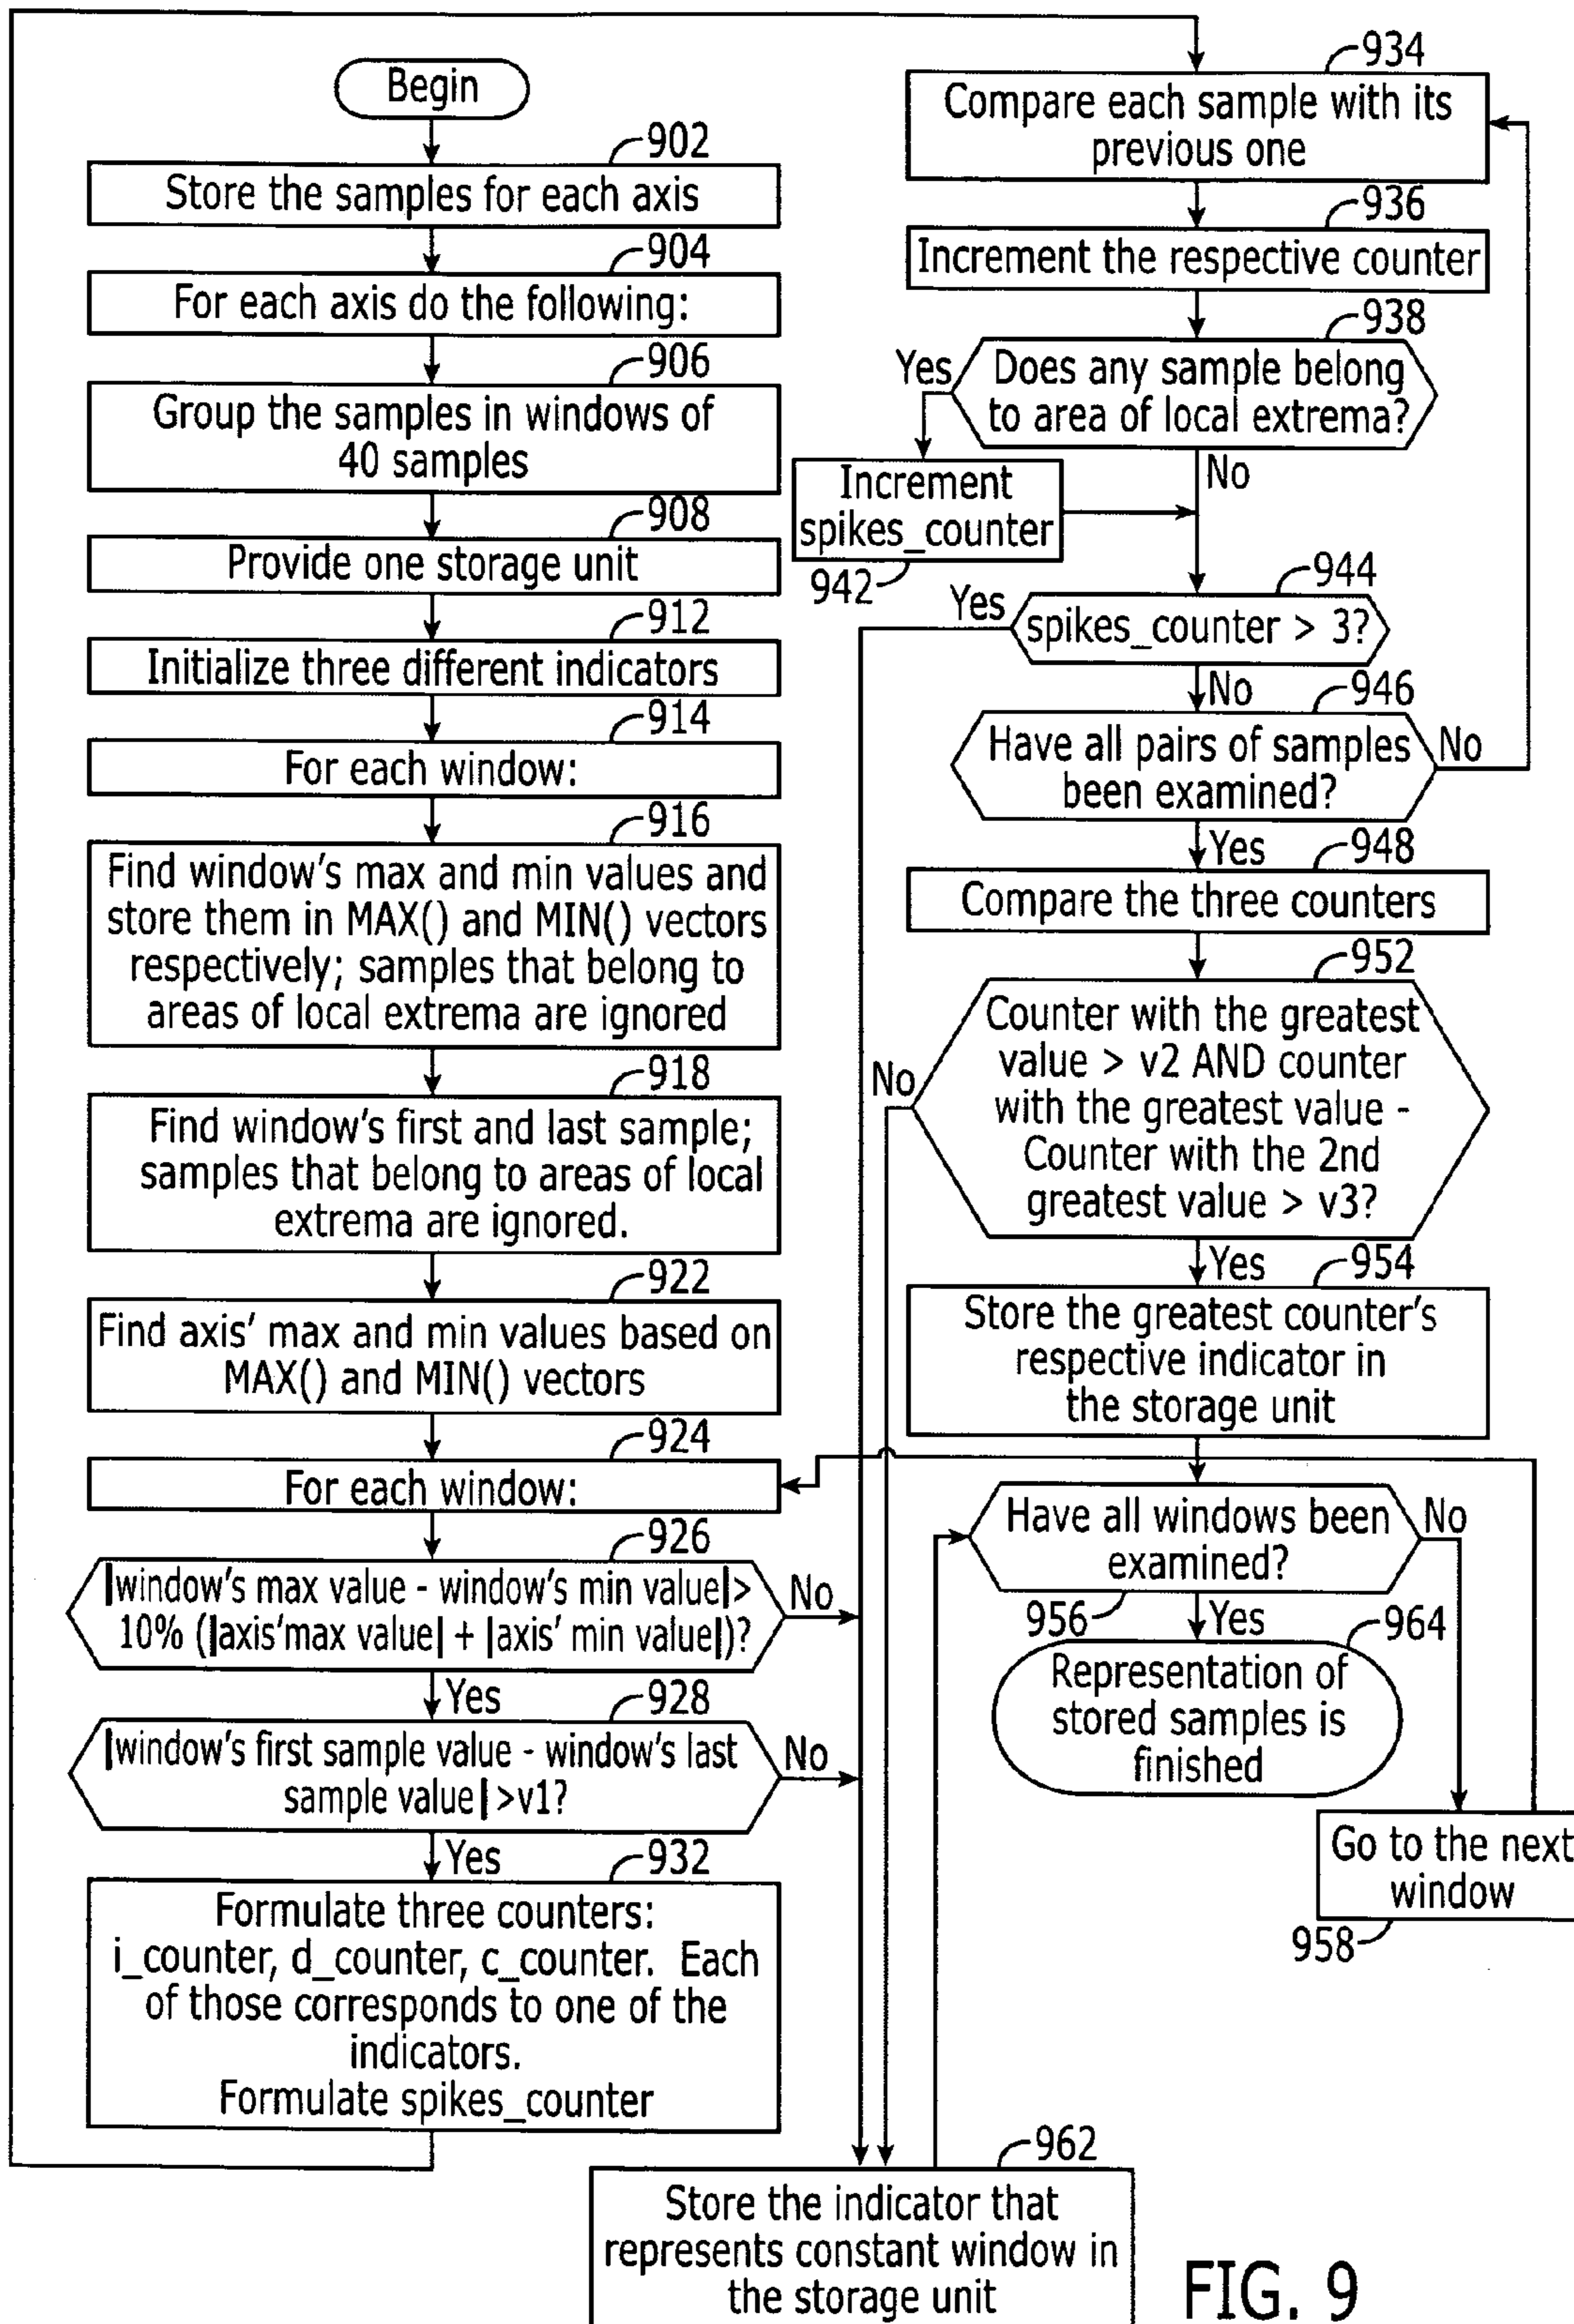 Begin
902
Store the samples for each axis
904
For each axis do the following:
906
Group the samples in windows of
40 samples
908
Provide one storage unit
912
Initialize three different indicators
914
For each window:
916
Find window's max and min values and
store them in MAX() and MIN() vectors
respectively; samples that belong to
areas of local extrema are ignored
918
Find window's first and last sample;
samples that belong to areas of local
extrema are ignored.
922
Find axis' max and min values based on
MAX() and MIN() vectors
924
For each window:
926
|window's max value - window's min value|>
10% (|axis'max value| + |axis' min value|)?
No
Yes
928
|window's first sample value - window's last
sample value| >v1?
No
Yes
932
Formulate three counters:
i_counter, d_counter, c_counter. Each
of those corresponds to one of the
indicators.
Formulate spikes_counter
934
Compare each sample with its
previous one
936
Increment the respective counter
938
Does any sample belong
to area of local extrema?
Yes
No
Increment
spikes_counter
942
944
spikes_counter > 3?
Yes
No
946
Have all pairs of samples
been examined?
No
Yes
948
Compare the three counters
952
Counter with the greatest
value > v2 AND counter
with the greatest value -
Counter with the 2nd
greatest value > v3?
No
Yes
954
Store the greatest counter's
respective indicator in
the storage unit
Have all windows been
examined?
No
956
Yes
964
Representation of
stored samples is
finished
Go to the next
window
958
962
Store the indicator that
represents constant window in
the storage unit
FIG. 9